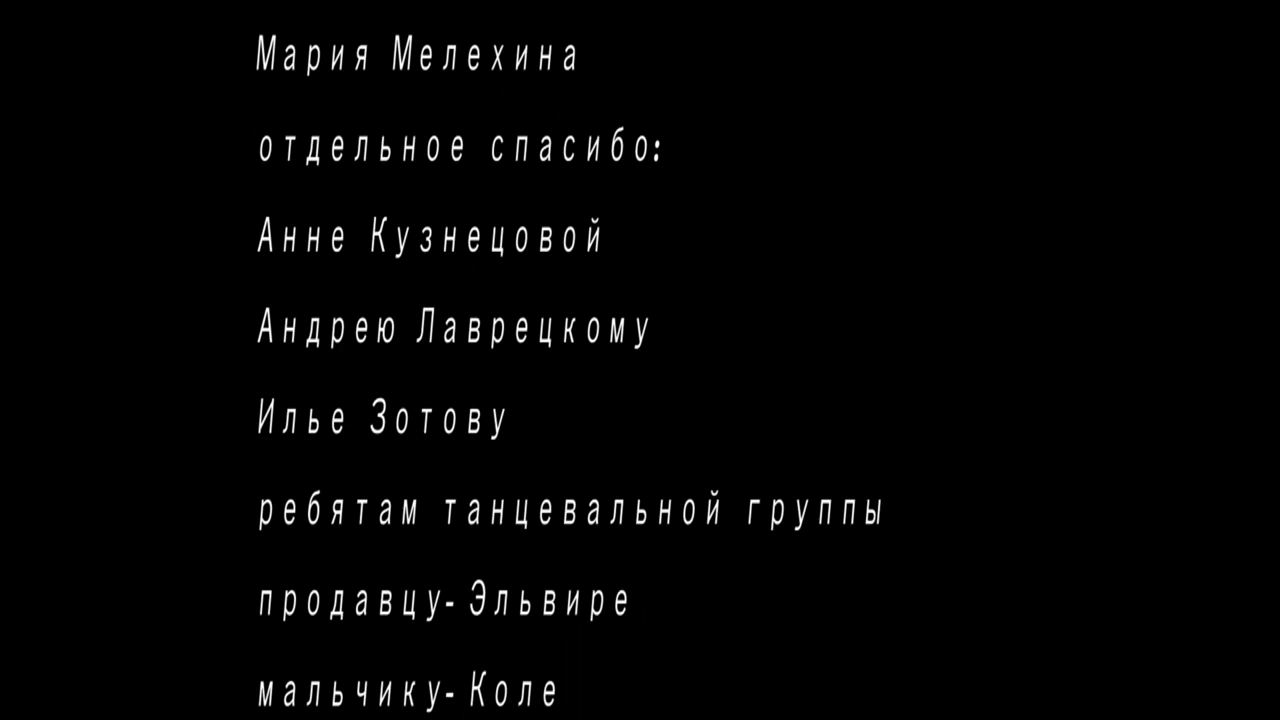 Мария Мелехина
отдельное спасибо:
Анне Кузнецовой
Андрею Лаврецкому
Илье Зотову
ребятам танцевальной группы
продавцу- Эльвире
мальчику- Коле